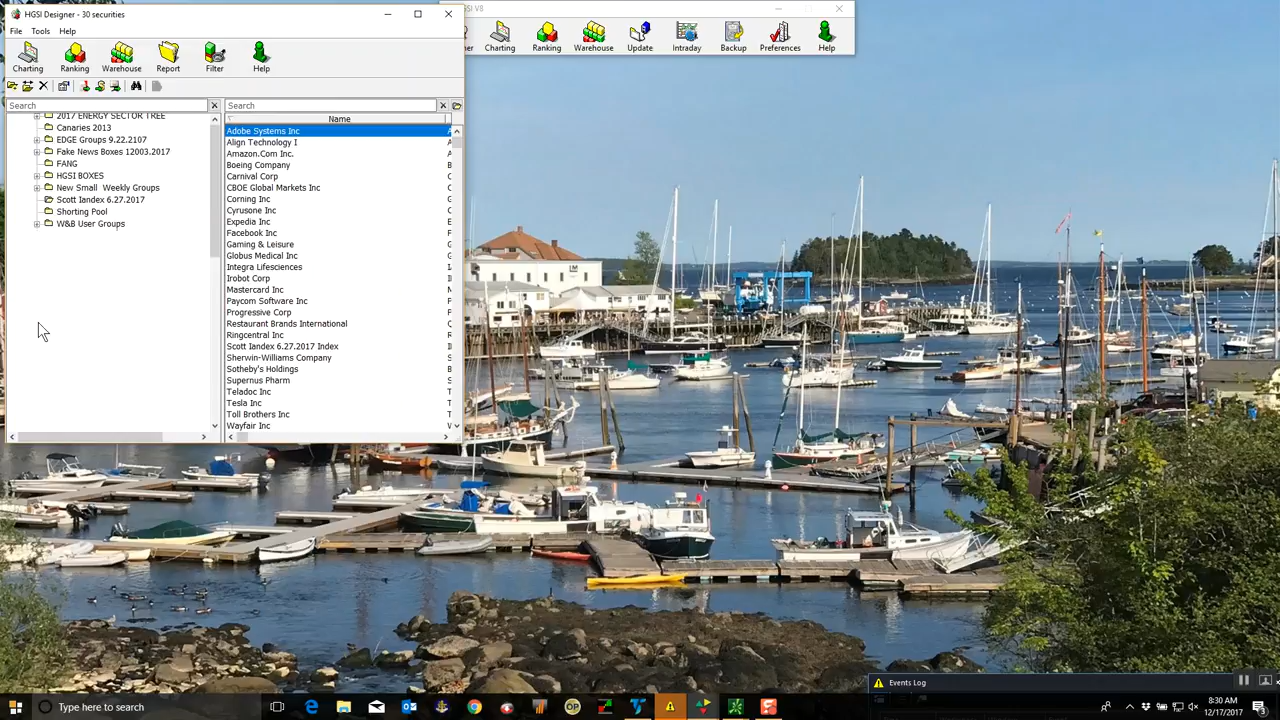 HGSI Designer - 30 securities
File Tools Help
Charting Ranking Warehouse Report Filter Help
Search
Search
2017 ENERGY SECTOR TREE
Canaries 2013
EDGE Groups 9.22.2107
Fake News Boxes 12003.2017
FANG
HGSI BOXES
New Small Weekly Groups
Scott Iandex 6.27.2017
Shorting Pool
W&B User Groups
Name
Adobe Systems Inc
Align Technology I
Amazon.Com Inc.
Boeing Company
Carnival Corp
CBOE Global Markets Inc
Corning Inc
Cyrusone Inc
Expedia Inc
Facebook Inc
Gaming & Leisure
Globus Medical Inc
Integra Lifesciences
Irobot Corp
Mastercard Inc
Paycom Software Inc
Progressive Corp
Restaurant Brands International
Ringcentral Inc
Scott Iandex 6.27.2017 Index
Sherwin-Williams Company
Sotheby's Holdings
Supernus Pharm
Teladoc Inc
Tesla Inc
Toll Brothers Inc
Wayfair Inc
V8
Charting Ranking Warehouse Update Intraday Backup Preferences Help
Events Log
Type here to search
8:30 AM
12/17/2017